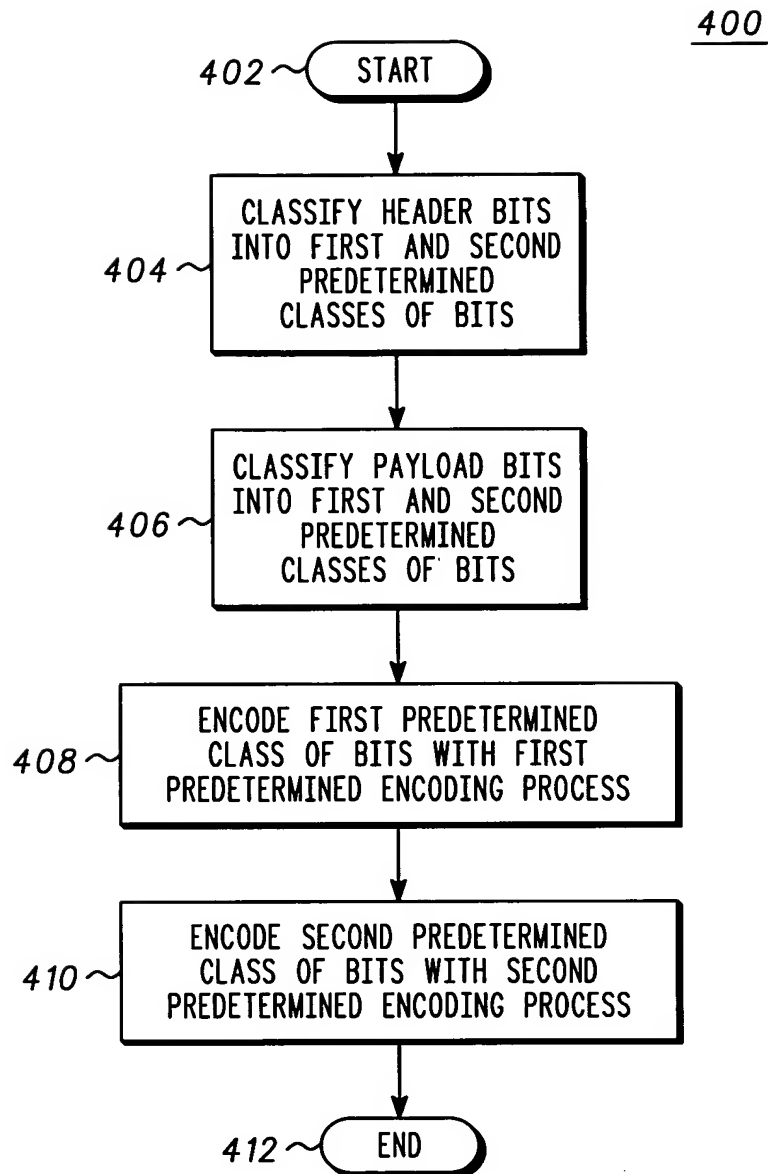 400
402
START
CLASSIFY HEADER BITS
INTO FIRST AND SECOND
404
PREDETERMINED
CLASSES OF BITS
CLASSIFY PAYLOAD BITS
INTO FIRST AND SECOND
406
PREDETERMINED
CLASSES OF BITS
ENCODE FIRST PREDETERMINED
408
CLASS OF BITS WITH FIRST
PREDETERMINED ENCODING PROCESS
ENCODE SECOND PREDETERMINED
410
CLASS OF BITS WITH SECOND
PREDETERMINED ENCODING PROCESS
412
END